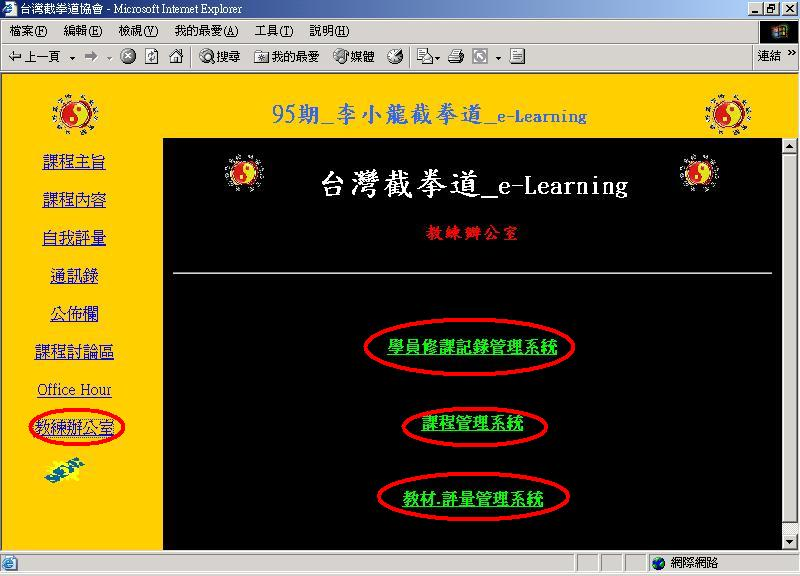 台灣截拳道協會 - Microsoft Internet Explorer
檔案(F) 編輯(E) 檢視(V) 我的最愛(A) 工具(T) 說明(H)
上一頁 搜尋 我的最愛 媒體 連結 »
95期_李小龍截拳道_e-Learning
課程主旨
課程內容
自我評量
通訊錄
公佈欄
課程討論區
Office Hour
教練辦公室
台灣截拳道_e-Learning
教練辦公室
學員修課記錄管理系統
課程管理系統
教材.評量管理系統
網際網路